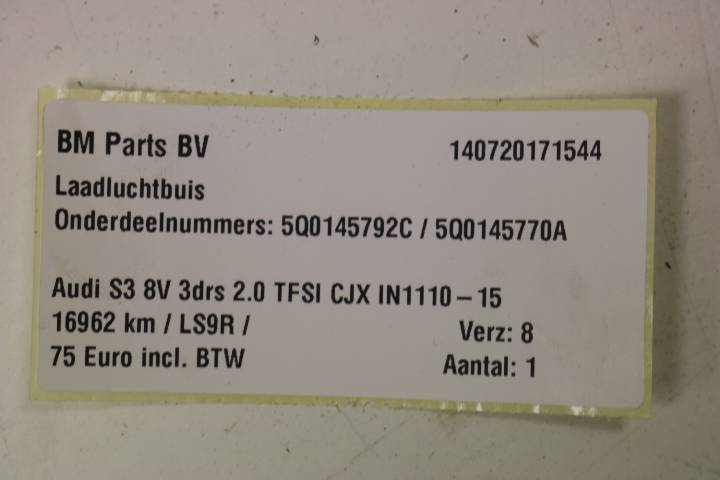 BM Parts BV 140720171544
Laadluchtbuis
Onderdeelnummers: 5Q0145792C / 5Q0145770A
Audi S3 8V 3drs 2.0 TFSI CJX IN1110 – 15
16962 km / LS9R / Verz: 8
75 Euro incl. BTW Aantal: 1